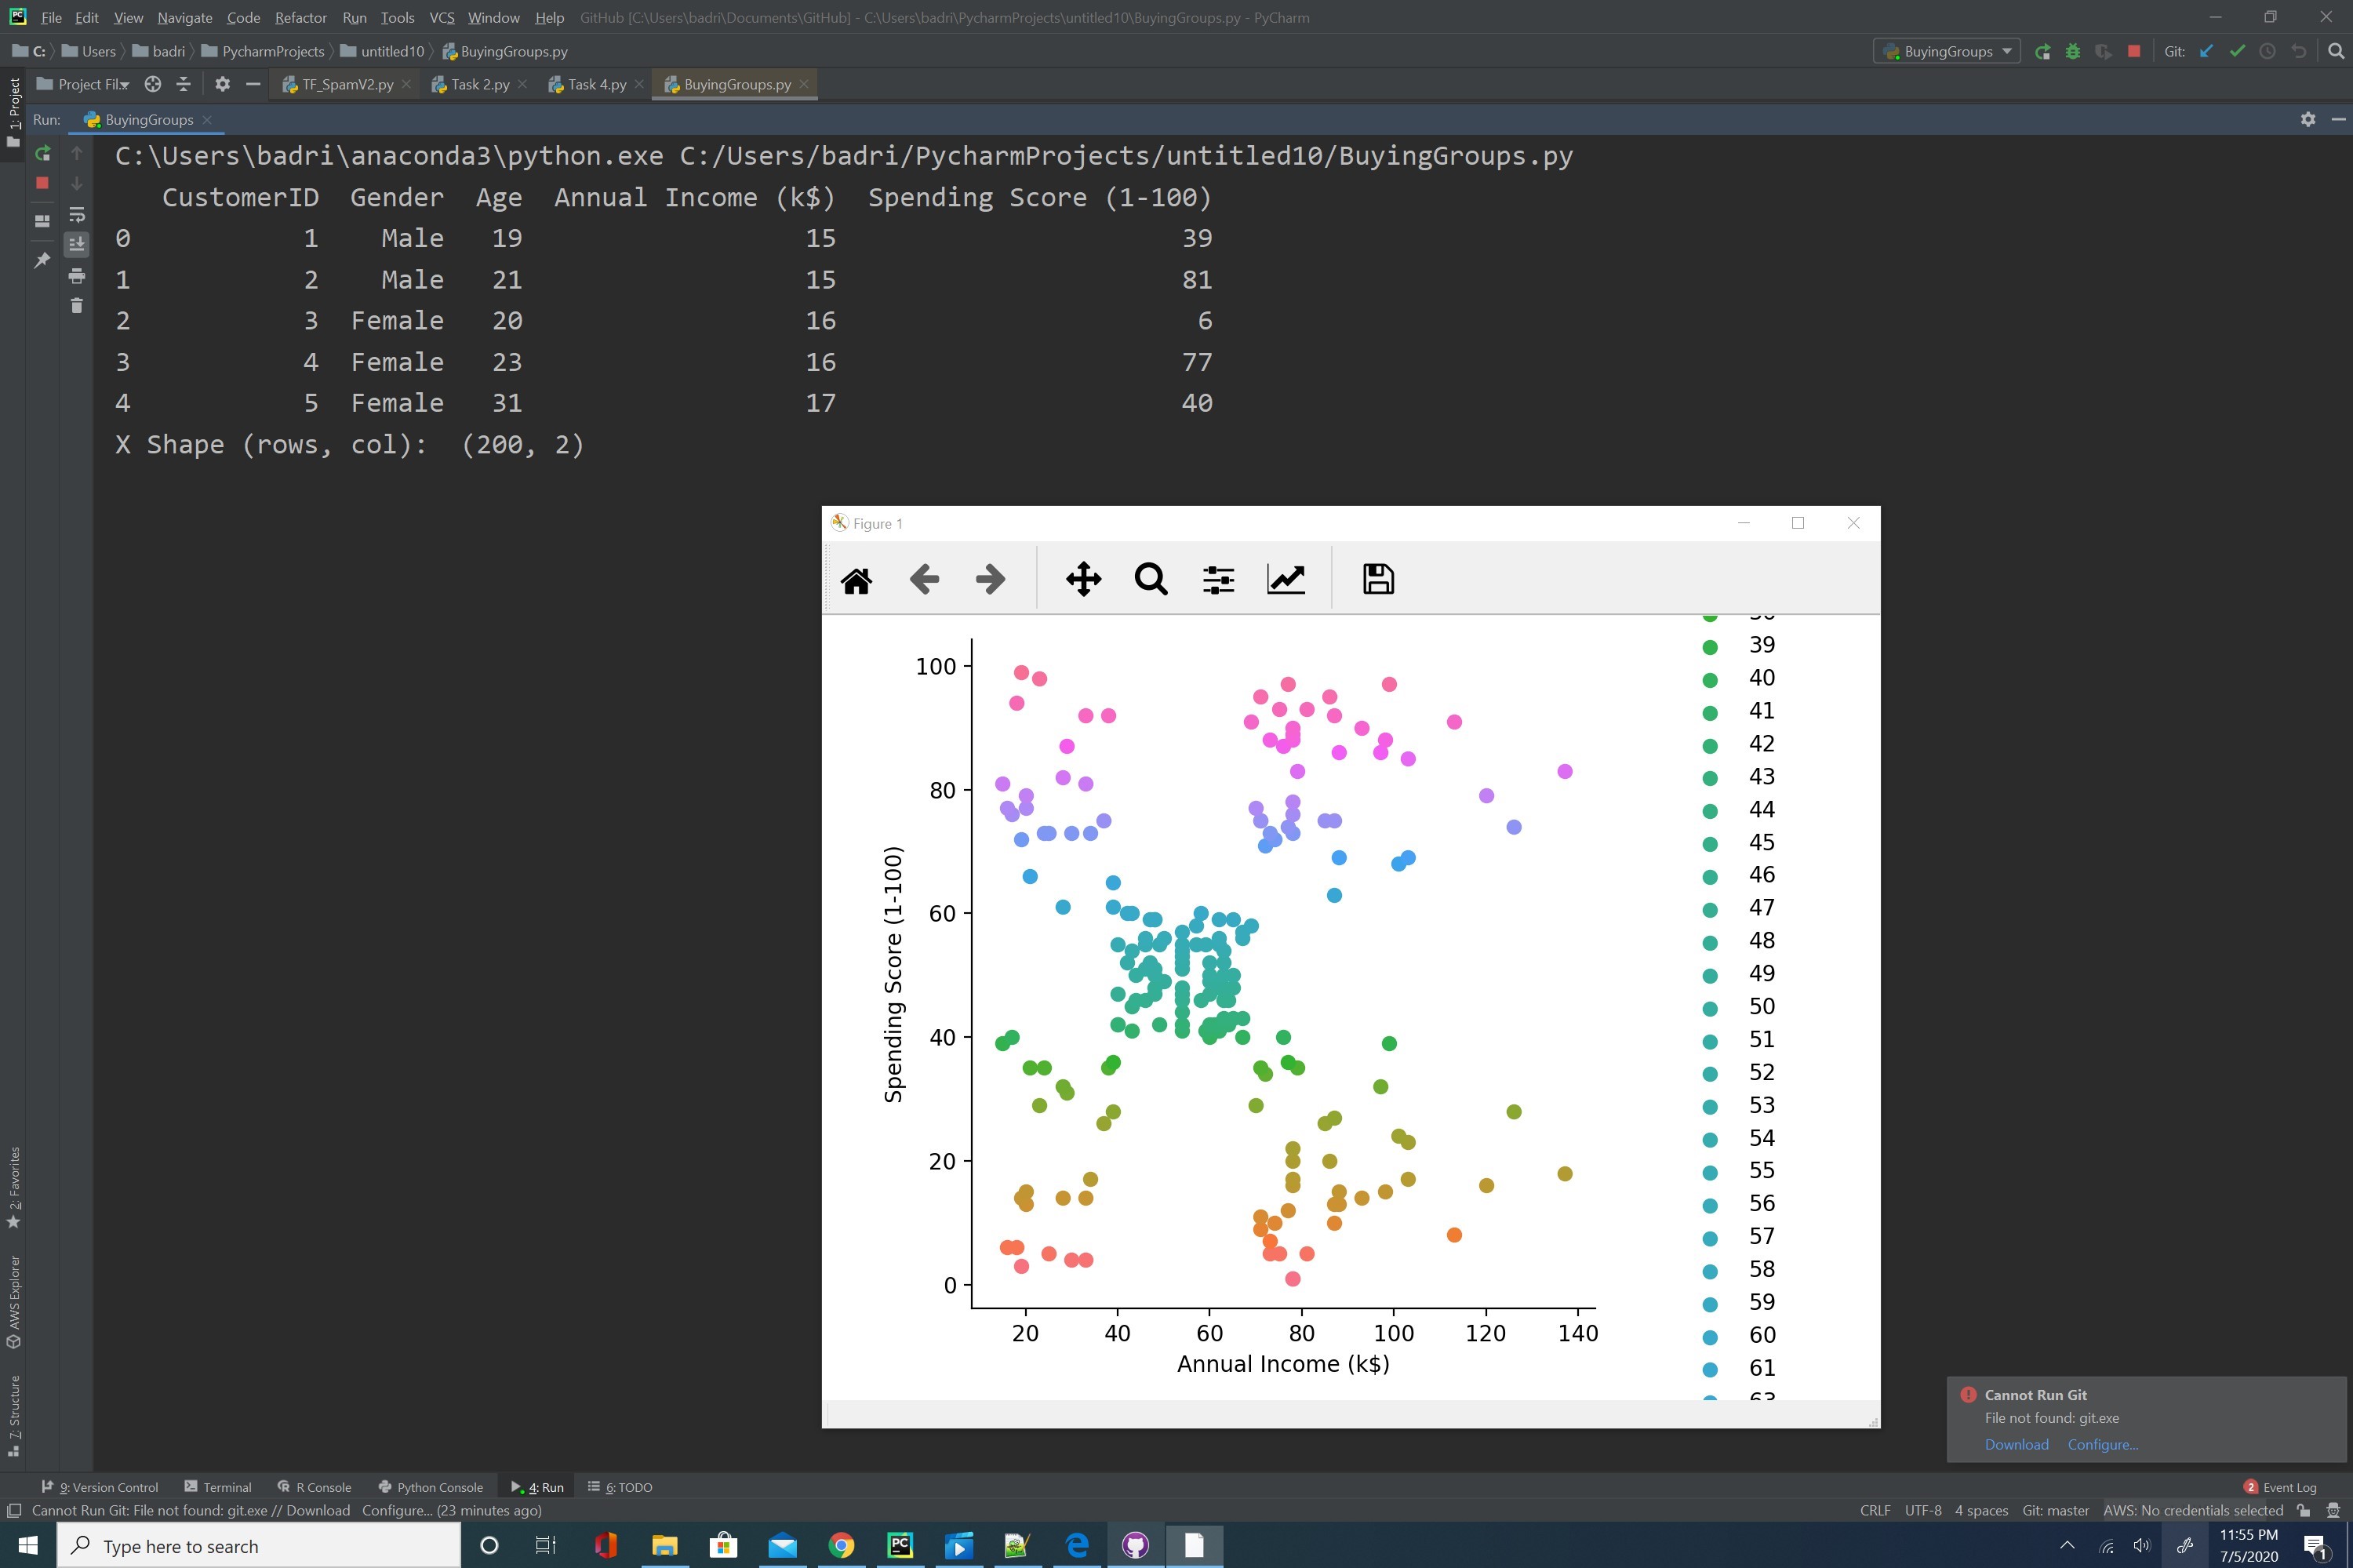 PC File Edit View Navigate Code Refactor Run Tools VCS Window Help GitHub [C:\Users\badri\Documents\GitHub] - C:\Users\badri\PycharmProjects\untitled10\BuyingGroups.py - PyCharm
C: Users badri PycharmProjects untitled10 BuyingGroups.py BuyingGroups Git:
1: Project
Project Fil.. TF_SpamV2.py Task 2.py Task 4.py BuyingGroups.py
Run: BuyingGroups
C:\Users\badri\anaconda3\python.exe C:/Users/badri/PycharmProjects/untitled10/BuyingGroups.py
CustomerID Gender Age Annual Income (k$) Spending Score (1-100)
0 1 Male 19 15 39
1 2 Male 21 15 81
2 3 Female 20 16 6
3 4 Female 23 16 77
4 5 Female 31 17 40
X Shape (rows, col): (200, 2)
Figure 1
100
80
60
40
20
0
Spending Score (1-100)
20 40 60 80 100 120 140
Annual Income (k$)
39
40
41
42
43
44
45
46
47
48
49
50
51
52
53
54
55
56
57
58
59
60
61
63
2: Favorites
AWS Explorer
7: Structure
Cannot Run Git
File not found: git.exe
Download Configure...
9: Version Control Terminal R Console Python Console 4: Run 6: TODO 2 Event Log
Cannot Run Git: File not found: git.exe // Download Configure... (23 minutes ago) CRLF UTF-8 4 spaces Git: master AWS: No credentials selected
Type here to search PC 11:55 PM
7/5/2020 1